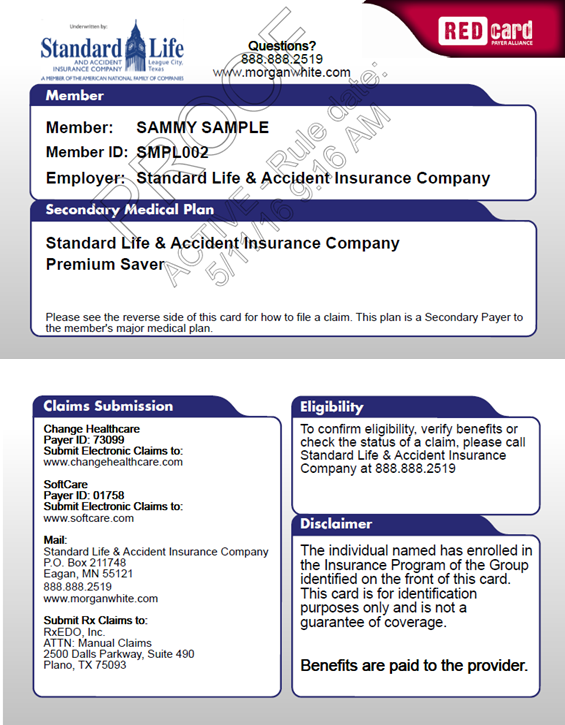 Underwritten by:
Standard Life
AND ACCIDENT
INSURANCE COMPANY
League City,
Texas
A MEMBER OF THE AMERICAN NATIONAL FAMILY OF COMPANIES
Questions?
888.888.2519
www.morganwhite.com
RED card
PAYER ALLIANCE
PROOF
ACTIVE - Rule date:
5/11/16 9:16 AM
Member
Member: SAMMY SAMPLE
Member ID: SMPL002
Employer: Standard Life & Accident Insurance Company
Secondary Medical Plan
Standard Life & Accident Insurance Company
Premium Saver
Please see the reverse side of this card for how to file a claim. This plan is a Secondary Payer to
the member's major medical plan.
Claims Submission
Change Healthcare
Payer ID: 73099
Submit Electronic Claims to:
www.changehealthcare.com
SoftCare
Payer ID: 01758
Submit Electronic Claims to:
www.softcare.com
Mail:
Standard Life & Accident Insurance Company
P.O. Box 211748
Eagan, MN 55121
888.888.2519
www.morganwhite.com
Submit Rx Claims to:
RxEDO, Inc.
ATTN: Manual Claims
2500 Dalls Parkway, Suite 490
Plano, TX 75093
Eligibility
To confirm eligibility, verify benefits or
check the status of a claim, please call
Standard Life & Accident Insurance
Company at 888.888.2519
Disclaimer
The individual named has enrolled in
the Insurance Program of the Group
identified on the front of this card.
This card is for identification
purposes only and is not a
guarantee of coverage.
Benefits are paid to the provider.